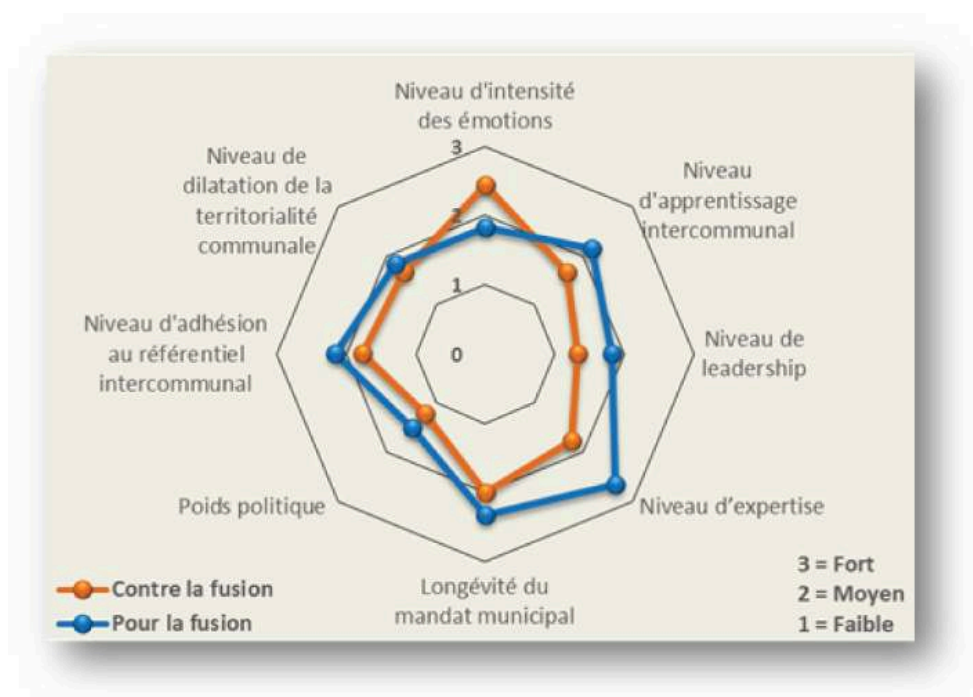 Niveau d'intensité
des émotions
3
Niveau de
dilatation de la
territorialité
communale
Niveau
d'apprentissage
intercommunal
2
1
Niveau d'adhésion
au référentiel
intercommunal
0
Niveau de
leadership
Poids politique
Niveau d’expertise
Longévité du
mandat municipal
Contre la fusion
Pour la fusion
3 = Fort
2 = Moyen
1 = Faible